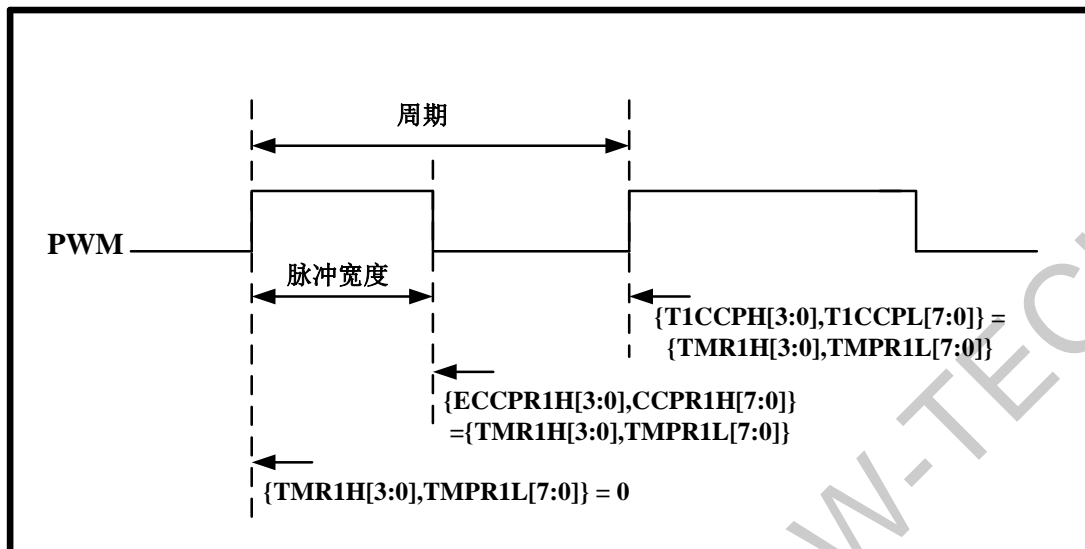 周期
PWM
脉冲宽度
{T1CCPH[3:0],T1CCPL[7:0]} =
{TMR1H[3:0],TMPR1L[7:0]}
{ECCPR1H[3:0],CCPR1H[7:0]}
={TMR1H[3:0],TMPR1L[7:0]}
{TMR1H[3:0],TMPR1L[7:0]} = 0
W-TECH